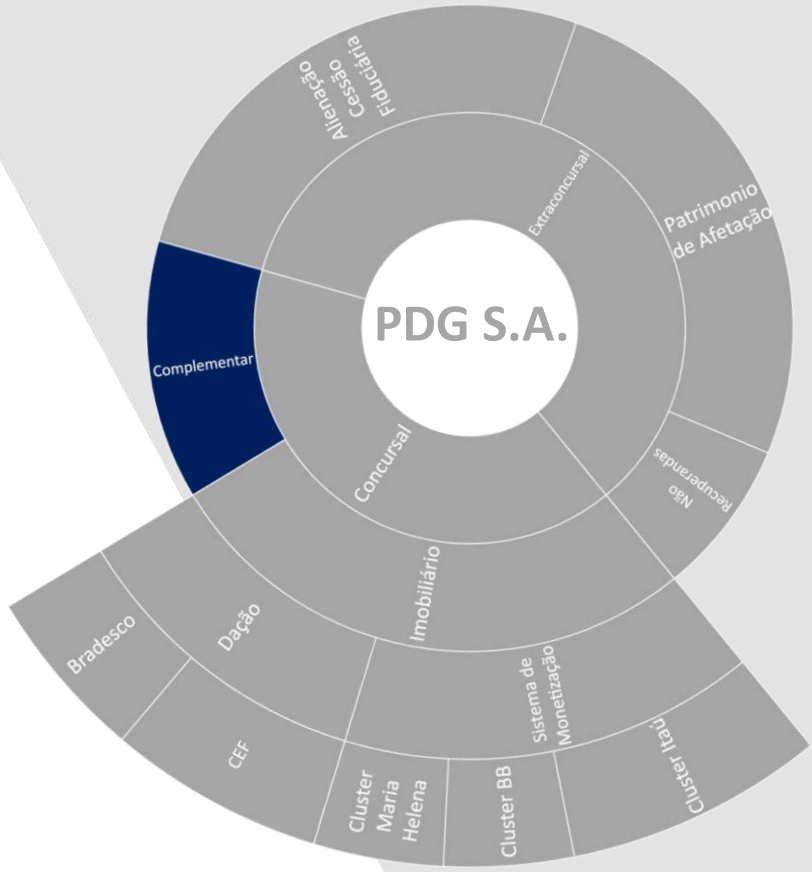 PDG S.A.
Extraconcursal
Concursal
Alienação
Cessão
Fiduciária
Patrimonio
de Afetação
Não
Recuperandas
Complementar
Imobiliário
Dação
Sistema de
Monetização
Bradesco
CEF
Cluster
Maria
Helena
Cluster BB
Cluster Itaú